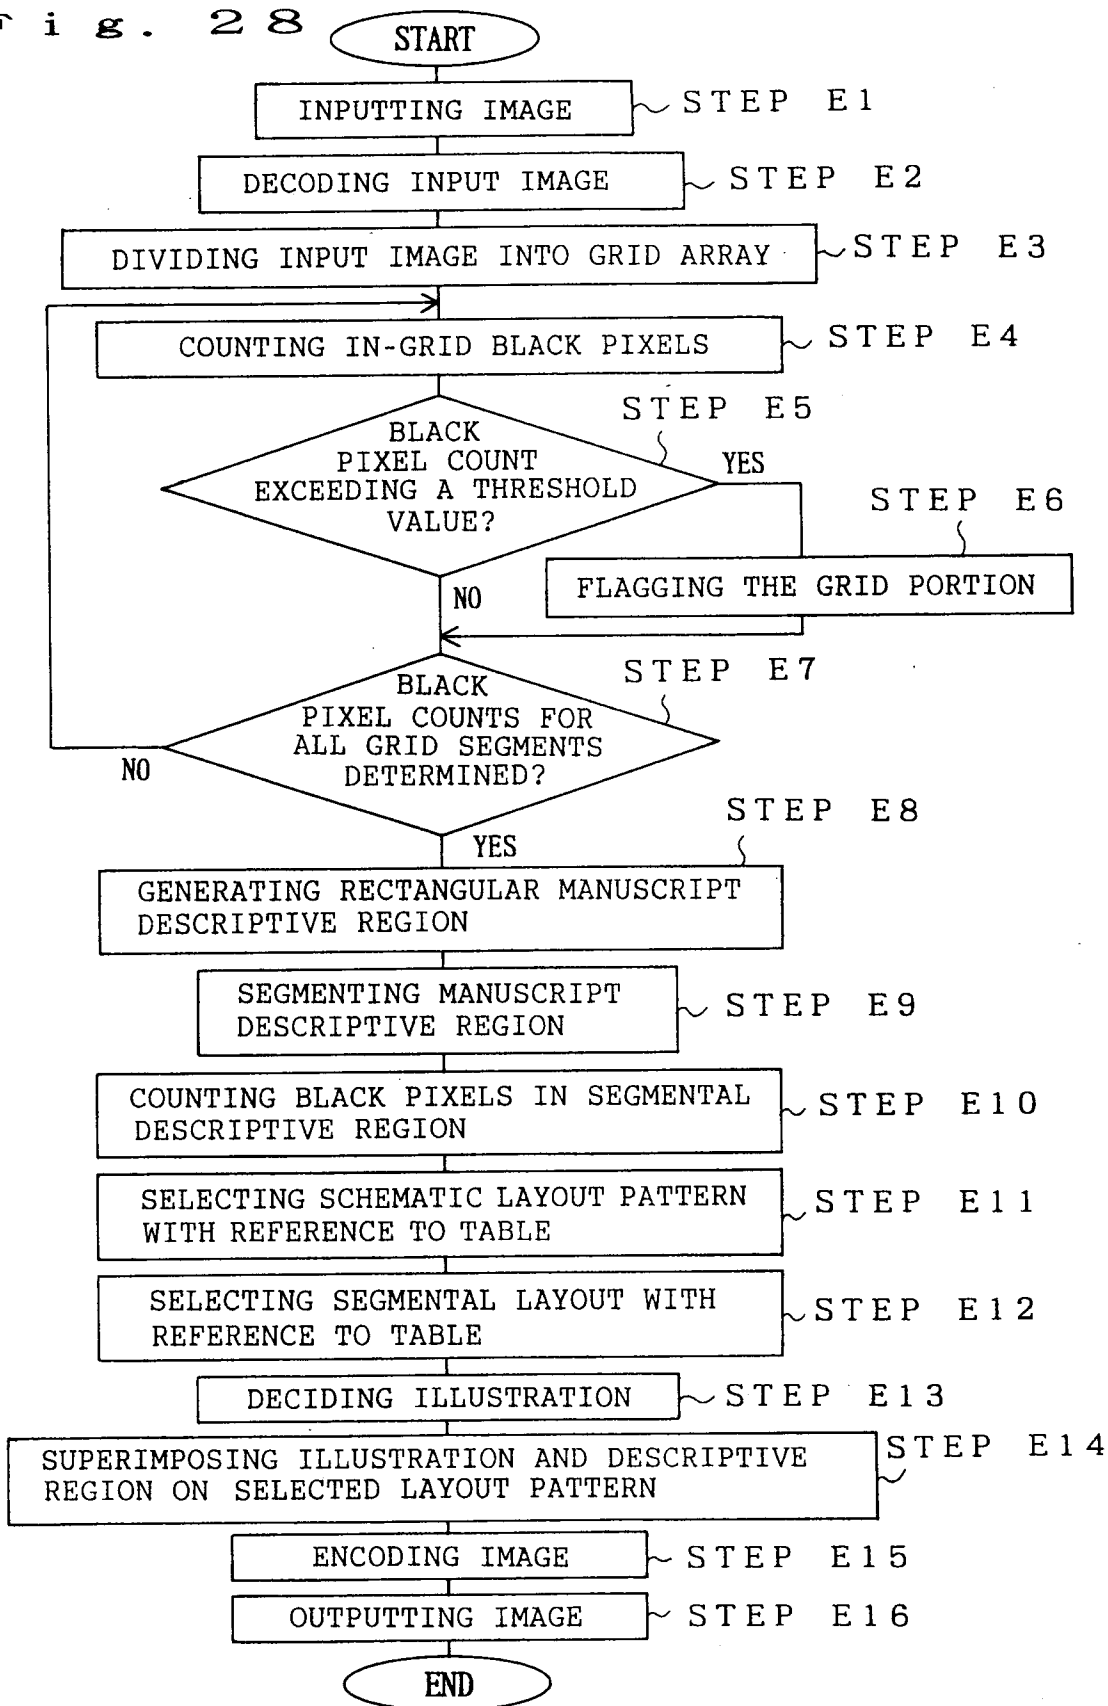 Fig. 28
START
INPUTTING IMAGE
STEP E1
DECODING INPUT IMAGE
STEP E2
DIVIDING INPUT IMAGE INTO GRID ARRAY
STEP E3
COUNTING IN-GRID BLACK PIXELS
STEP E4
STEP E5
BLACK
PIXEL COUNT
EXCEEDING A THRESHOLD
VALUE?
YES
STEP E6
FLAGGING THE GRID PORTION
NO
STEP E7
BLACK
PIXEL COUNTS FOR
ALL GRID SEGMENTS
DETERMINED?
NO
YES
STEP E8
GENERATING RECTANGULAR MANUSCRIPT
DESCRIPTIVE REGION
SEGMENTING MANUSCRIPT
DESCRIPTIVE REGION
STEP E9
COUNTING BLACK PIXELS IN SEGMENTAL
DESCRIPTIVE REGION
STEP E10
SELECTING SCHEMATIC LAYOUT PATTERN
WITH REFERENCE TO TABLE
STEP E11
SELECTING SEGMENTAL LAYOUT WITH
REFERENCE TO TABLE
STEP E12
DECIDING ILLUSTRATION
STEP E13
SUPERIMPOSING ILLUSTRATION AND DESCRIPTIVE
REGION ON SELECTED LAYOUT PATTERN
STEP E14
ENCODING IMAGE
STEP E15
OUTPUTTING IMAGE
STEP E16
END